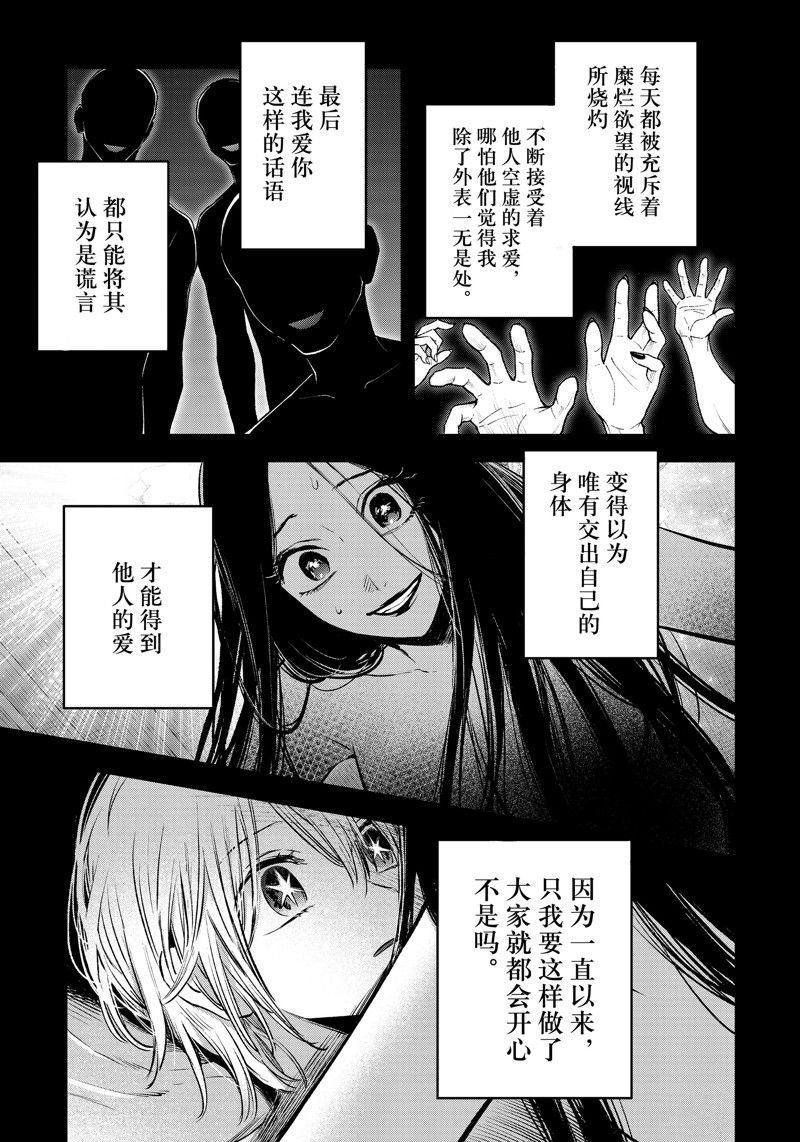 每天都被充斥着
糜烂欲望的视线
所烧灼
不断接受着
他人空虚的求爱，
哪怕他们觉得我
除了外表一无是处。
最后
连我爱你
这样的话语
都只能将其
认为是谎言
变得以为
唯有交出自己的
身体
才能得到
他人的爱
因为一直以来，
只我要这样做了
大家就都会开心
不是吗。